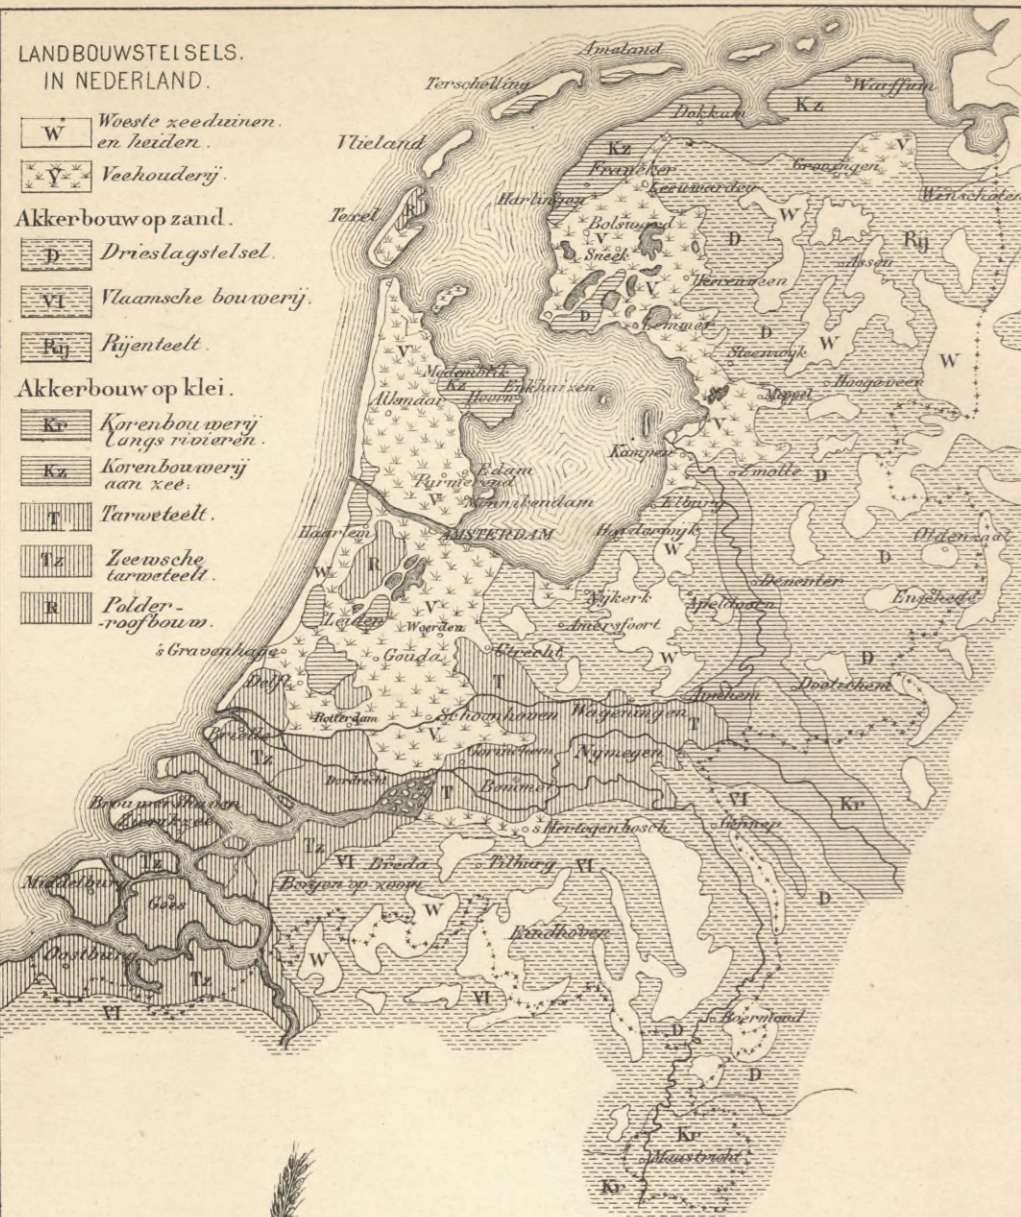 LANDBOUWSTELSELS.
IN NEDERLAND.
W Woeste zeeduinen.
en heiden.
V Veehouderij.
Akkerbouw op zand.
D Drieslagstelsel.
VI Vlaamsche bouwerij.
Rij Rijenteelt.
Akkerbouw op klei.
Kr Korenbouwerij
langs rivieren.
Kz Korenbouwerij
aan zee.
T Tarweteelt.
Tz Zeeuwsche
tarweteelt.
R Polder-
-roofbouw.
Ameland
Terschelling
Warffum
Kz
Dokkum
Vlieland
Kz
V
Franeker
Groningen
Leeuwarden
Harlingen
Winschoten
Texel
R
Bolsward
W
V
D
Rij
Sneek
Assen
Heerenveen
V
D
Lemmer
D
W
V
Steenwijk
W
Medemblik
Kz
Enkhuizen
Hoogeveen
Alkmaar
Hoorn
Meppel
V
Kampen
Edam
Zwolle
D
Purmerend
V
Monnikendam
Elburg
Haarlem
AMSTERDAM
Harderwijk
Oldenzaal
W
D
W
R
Deventer
Nijkerk
Apeldoorn
Enschede
V
Leiden
Woerden
Amersfoort
's Gravenhage
Gouda
Utrecht
W
D
Delft
T
Doetichem
Arnhem
Rotterdam
Schoonhoven
Wageningen
T
Brielle
V
Tz
Gorinchem
Nymegen
Dordrecht
T
Bommel
VI
Kr
Brouwershaven
Zierikzee
's Hertogenbosch
Gennep
Tz
Tz
VI
Breda
Tilburg
VI
Middelburg
Bergen op zoom
D
Goes
W
Eindhoven
Oostburg
W
Tz
VI
VI
Roermond
D
D
Kr
Maastricht
Kr